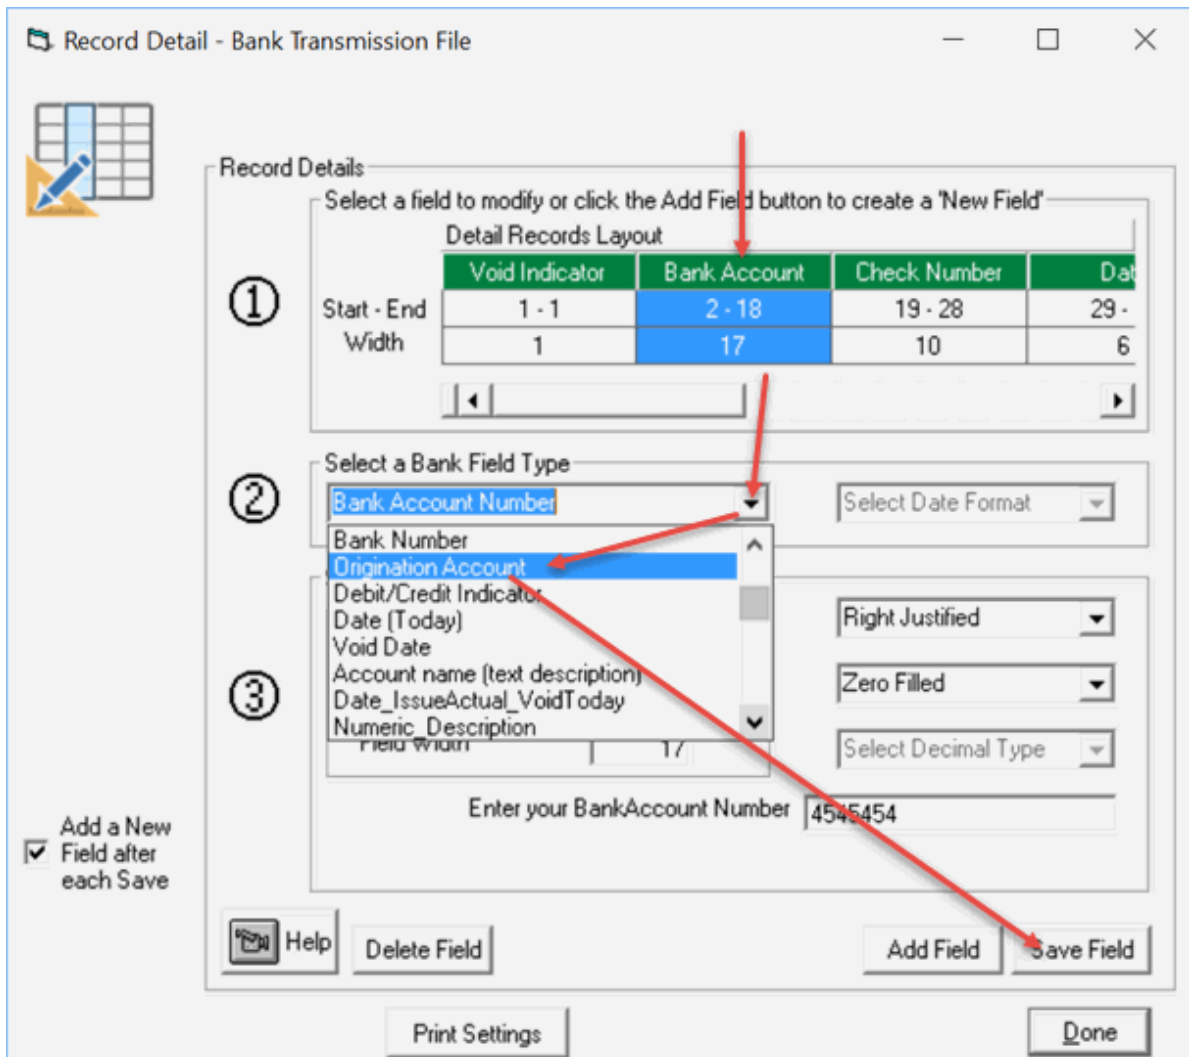 Record Detail - Bank Transmission File
Record Details
Select a field to modify or click the Add Field button to create a 'New Field'
Detail Records Layout
Void Indicator Bank Account Check Number Dat
① Start - End 1 - 1 2 - 18 19 - 28 29 -
Width 1 17 10 6
Select a Bank Field Type
② Bank Account Number Select Date Format
Bank Number
Origination Account
Debit/Credit Indicator
Date (Today)
Void Date
Account name (text description)
Date_IssueActual_VoidToday
Numeric_Description
③ Right Justified
Zero Filled
Field Width 17 Select Decimal Type
Enter your BankAccount Number 4545454
Add a New
Field after
each Save
Help Delete Field Add Field Save Field
Print Settings Done